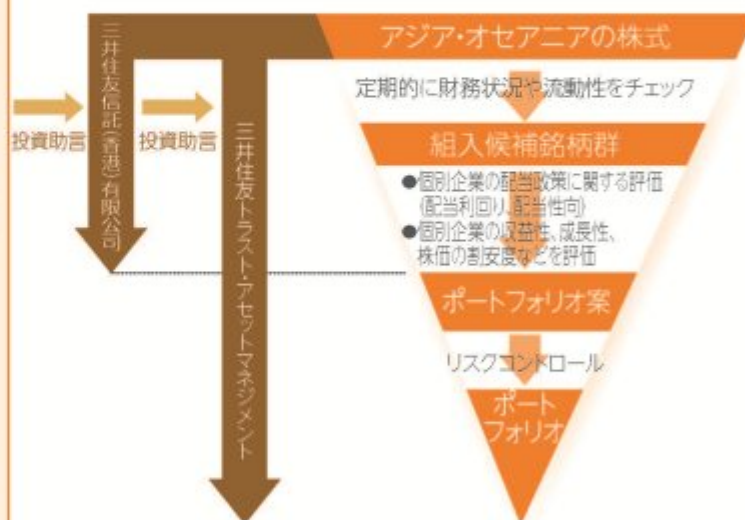 アジア・オセアニアの株式
定期的に財務状況や流動性をチェック
組入候補銘柄群
●個別企業の配当政策に関する評価
(配当利回り、配当性向)
●個別企業の収益性、成長性、
株価の割安度などを評価
ポートフォリオ案
リスクコントロール
ポート
フォリオ
投資助言
三井住友信託(香港)有限公司
投資助言
三井住友トラスト・アセットマネジメント